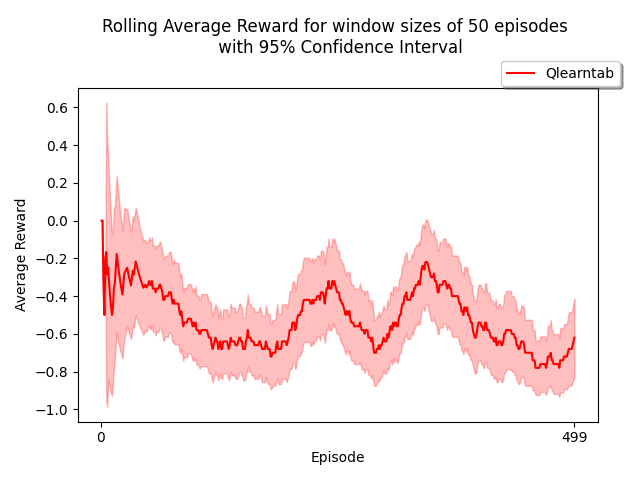 Rolling Average Reward for window sizes of 50 episodes
with 95% Confidence Interval
Qlearntab
0.6
0.4
0.2
0.0
−0.2
−0.4
−0.6
−0.8
−1.0
Average Reward
0
499
Episode